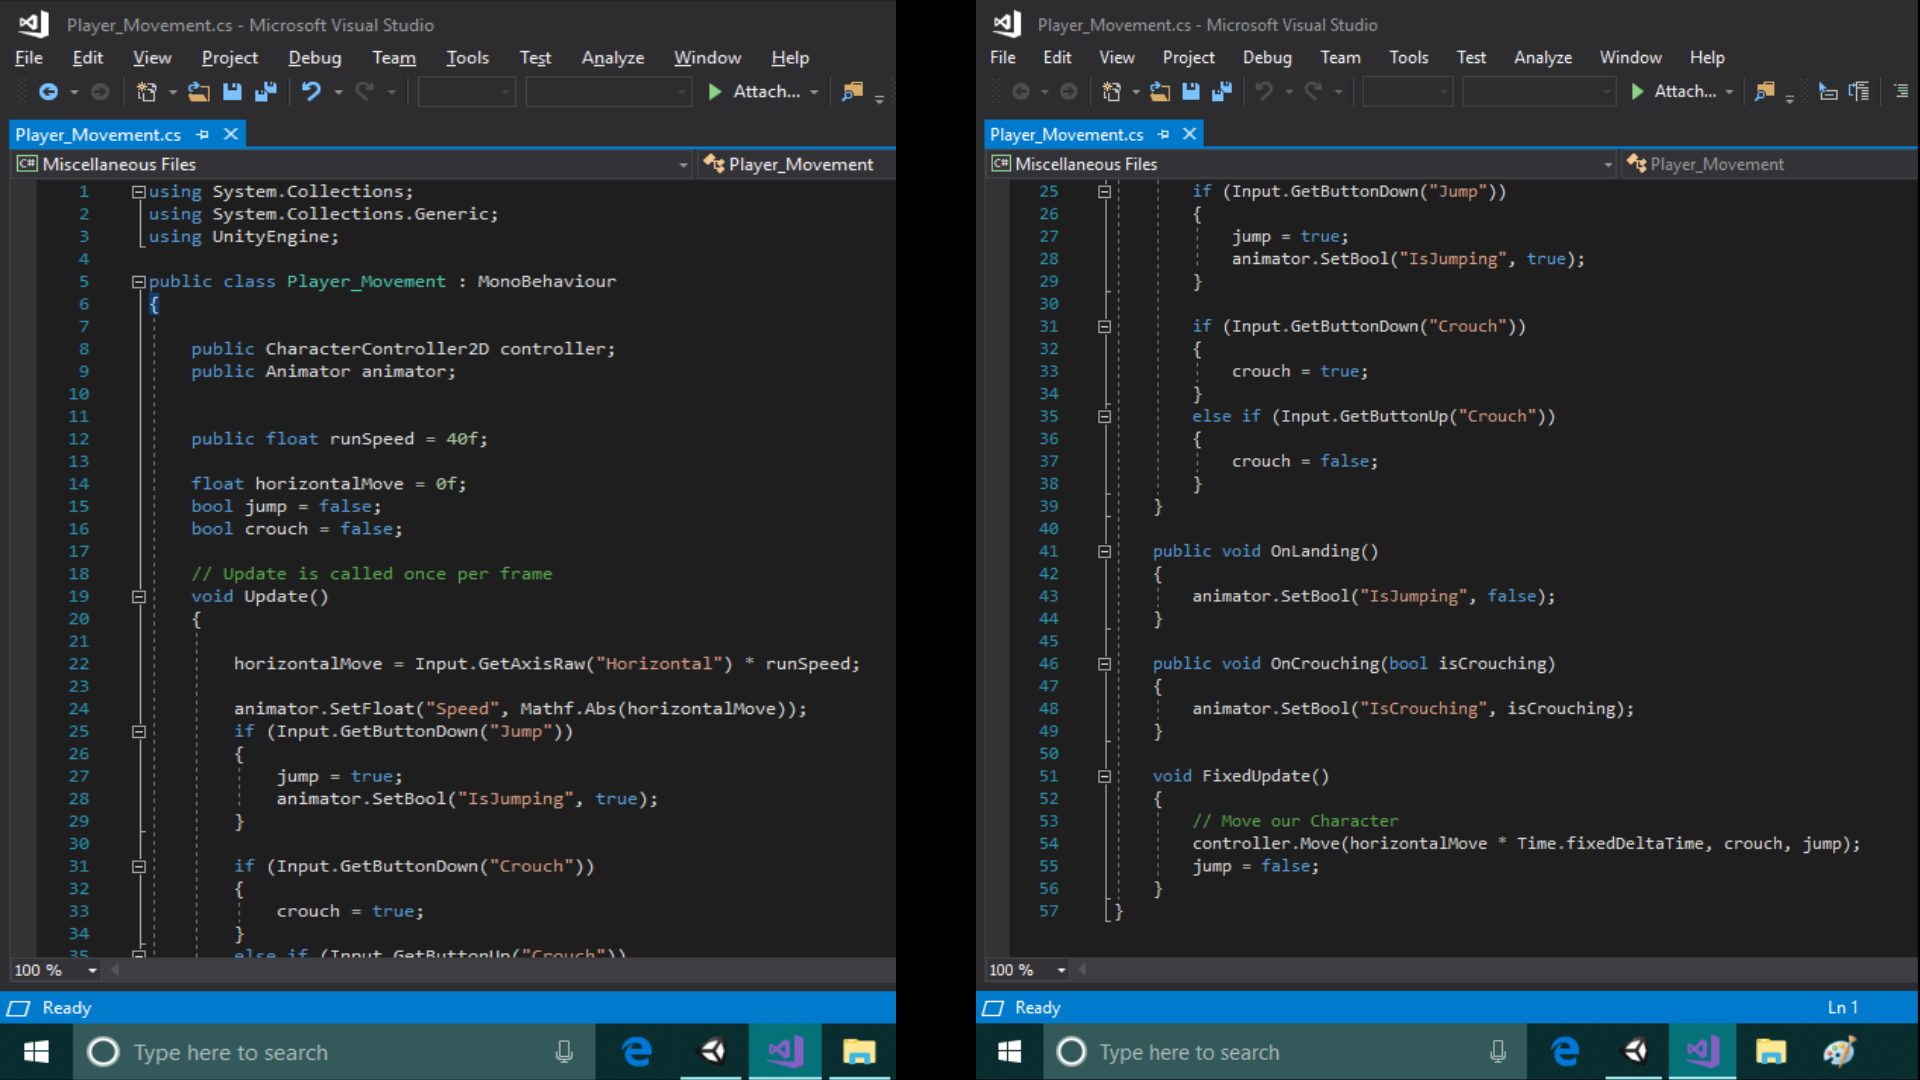 Player_Movement.cs - Microsoft Visual Studio
File Edit View Project Debug Team Tools Test Analyze Window Help
Attach...
Player_Movement.cs
C# Miscellaneous Files Player_Movement
1 using System.Collections;
2 using System.Collections.Generic;
3 using UnityEngine;
4
5 public class Player_Movement : MonoBehaviour
6 {
7
8 public CharacterController2D controller;
9 public Animator animator;
10
11
12 public float runSpeed = 40f;
13
14 float horizontalMove = 0f;
15 bool jump = false;
16 bool crouch = false;
17
18 // Update is called once per frame
19 void Update()
20 {
21
22 horizontalMove = Input.GetAxisRaw("Horizontal") * runSpeed;
23
24 animator.SetFloat("Speed", Mathf.Abs(horizontalMove));
25 if (Input.GetButtonDown("Jump"))
26 {
27 jump = true;
28 animator.SetBool("IsJumping", true);
29 }
30
31 if (Input.GetButtonDown("Crouch"))
32 {
33 crouch = true;
34 }
35 else if (Input.GetButtonUp("Crouch"))
100 %
Ready
Type here to search
Player_Movement.cs - Microsoft Visual Studio
File Edit View Project Debug Team Tools Test Analyze Window Help
Attach...
Player_Movement.cs
C# Miscellaneous Files Player_Movement
25 if (Input.GetButtonDown("Jump"))
26 {
27 jump = true;
28 animator.SetBool("IsJumping", true);
29 }
30
31 if (Input.GetButtonDown("Crouch"))
32 {
33 crouch = true;
34 }
35 else if (Input.GetButtonUp("Crouch"))
36 {
37 crouch = false;
38 }
39 }
40
41 public void OnLanding()
42 {
43 animator.SetBool("IsJumping", false);
44 }
45
46 public void OnCrouching(bool isCrouching)
47 {
48 animator.SetBool("IsCrouching", isCrouching);
49 }
50
51 void FixedUpdate()
52 {
53 // Move our Character
54 controller.Move(horizontalMove * Time.fixedDeltaTime, crouch, jump);
55 jump = false;
56 }
57 }
100 %
Ready Ln 1
Type here to search